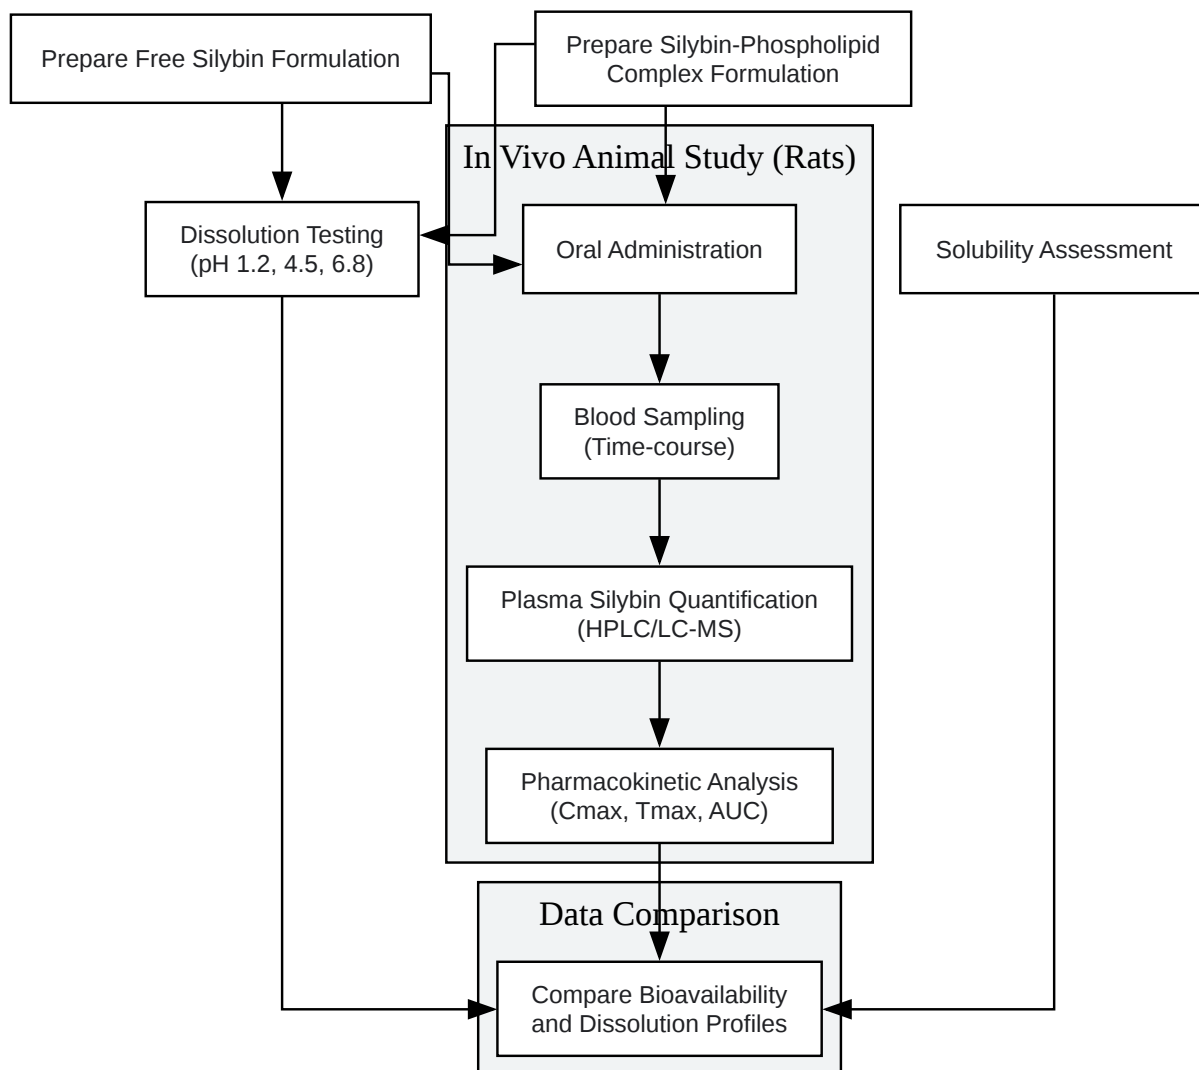 Prepare Free Silybin Formulation
Prepare Silybin-Phospholipid
Complex Formulation
In Vivo Animal Study (Rats)
Dissolution Testing
(pH 1.2, 4.5, 6.8)
Oral Administration
Solubility Assessment
Blood Sampling
(Time-course)
Plasma Silybin Quantification
(HPLC/LC-MS)
Pharmacokinetic Analysis
(Cmax, Tmax, AUC)
Data Comparison
Compare Bioavailability
and Dissolution Profiles